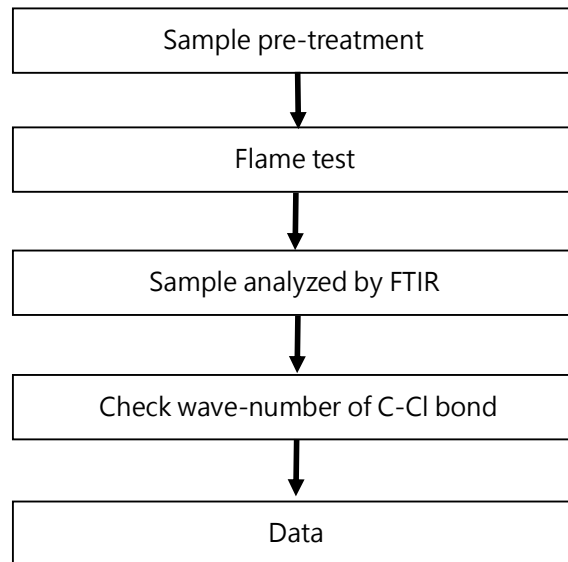 Sample pre-treatment
Flame test
Sample analyzed by FTIR
Check wave-number of C-Cl bond
Data